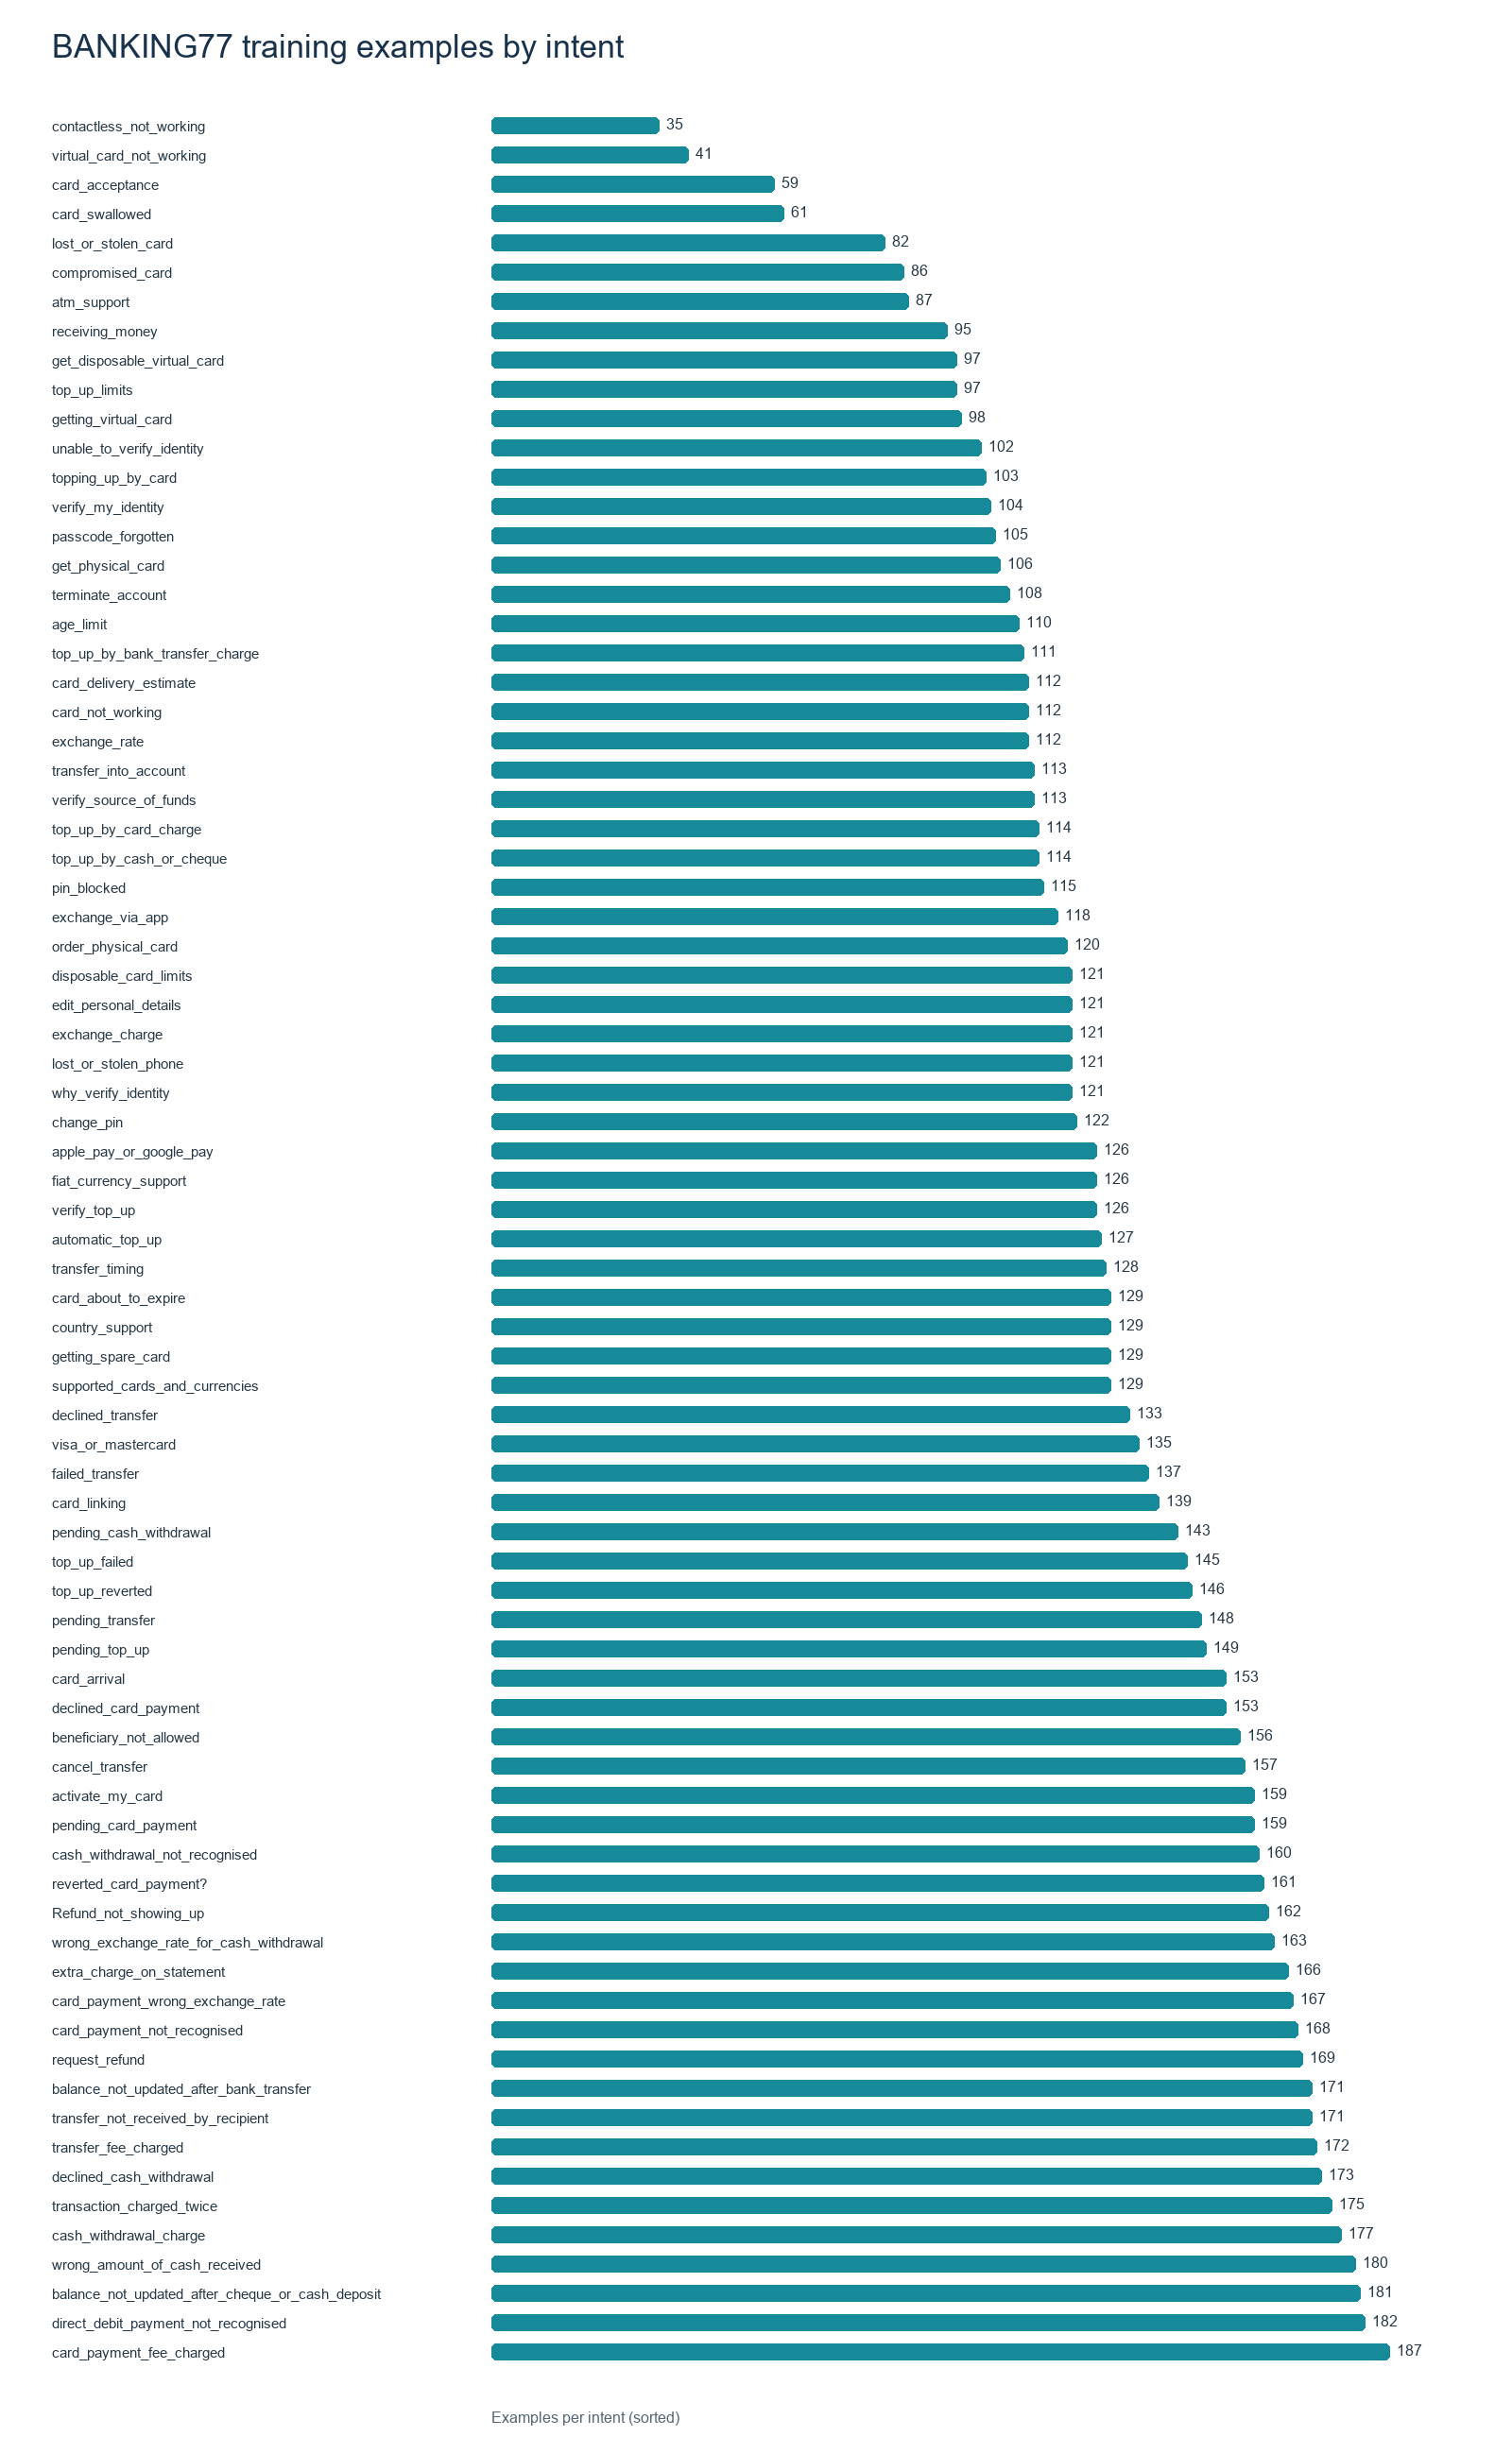 BANKING77 training examples by intent
contactless_not_working 35
virtual_card_not_working 41
card_acceptance 59
card_swallowed 61
lost_or_stolen_card 82
compromised_card 86
atm_support 87
receiving_money 95
get_disposable_virtual_card 97
top_up_limits 97
getting_virtual_card 98
unable_to_verify_identity 102
topping_up_by_card 103
verify_my_identity 104
passcode_forgotten 105
get_physical_card 106
terminate_account 108
age_limit 110
top_up_by_bank_transfer_charge 111
card_delivery_estimate 112
card_not_working 112
exchange_rate 112
transfer_into_account 113
verify_source_of_funds 113
top_up_by_card_charge 114
top_up_by_cash_or_cheque 114
pin_blocked 115
exchange_via_app 118
order_physical_card 120
disposable_card_limits 121
edit_personal_details 121
exchange_charge 121
lost_or_stolen_phone 121
why_verify_identity 121
change_pin 122
apple_pay_or_google_pay 126
fiat_currency_support 126
verify_top_up 126
automatic_top_up 127
transfer_timing 128
card_about_to_expire 129
country_support 129
getting_spare_card 129
supported_cards_and_currencies 129
declined_transfer 133
visa_or_mastercard 135
failed_transfer 137
card_linking 139
pending_cash_withdrawal 143
top_up_failed 145
top_up_reverted 146
pending_transfer 148
pending_top_up 149
card_arrival 153
declined_card_payment 153
beneficiary_not_allowed 156
cancel_transfer 157
activate_my_card 159
pending_card_payment 159
cash_withdrawal_not_recognised 160
reverted_card_payment? 161
Refund_not_showing_up 162
wrong_exchange_rate_for_cash_withdrawal 163
extra_charge_on_statement 166
card_payment_wrong_exchange_rate 167
card_payment_not_recognised 168
request_refund 169
balance_not_updated_after_bank_transfer 171
transfer_not_received_by_recipient 171
transfer_fee_charged 172
declined_cash_withdrawal 173
transaction_charged_twice 175
cash_withdrawal_charge 177
wrong_amount_of_cash_received 180
balance_not_updated_after_cheque_or_cash_deposit 181
direct_debit_payment_not_recognised 182
card_payment_fee_charged 187
Examples per intent (sorted)